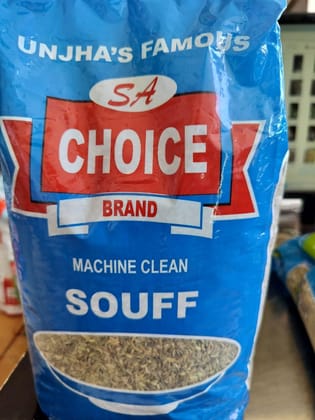 UNJHA'S FAMOUS
SA
CHOICE
BRAND
MACHINE CLEAN
SOUFF